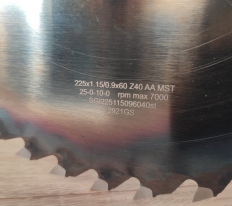 225x1.15/0.9x60 Z40 AA MST
25-0-10-0 rpm max 7000
2921GS